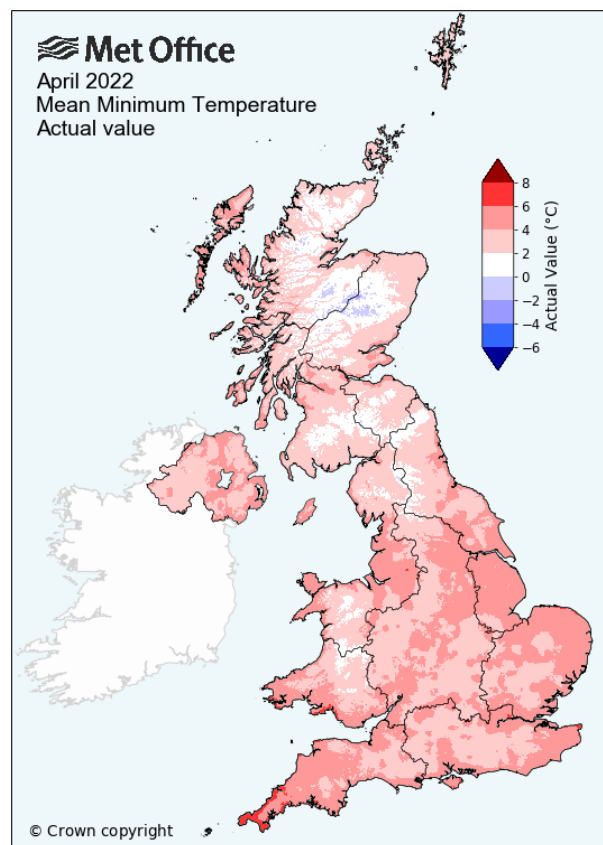 Met Office
April 2022
Mean Minimum Temperature
Actual value
8
6
4
2
0
−2
−4
−6
Actual Value (°C)
© Crown copyright